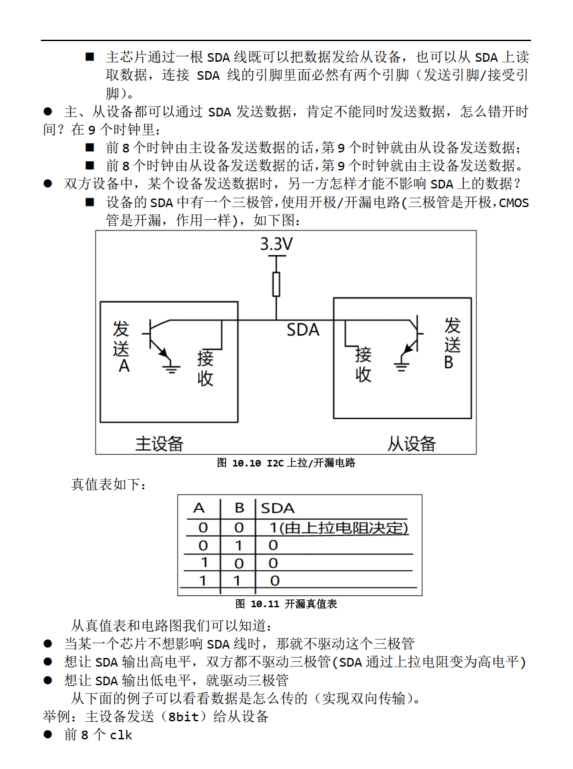 ■ 主芯片通过一根 SDA 线既可以把数据发给从设备，也可以从 SDA 上读
取数据，连接 SDA 线的引脚里面必然有两个引脚（发送引脚/接受引
脚）。
● 主、从设备都可以通过 SDA 发送数据，肯定不能同时发送数据，怎么错开时
间？在 9 个时钟里：
■ 前 8 个时钟由主设备发送数据的话，第 9 个时钟就由从设备发送数据；
■ 前 8 个时钟由从设备发送数据的话，第 9 个时钟就由主设备发送数据。
● 双方设备中，某个设备发送数据时，另一方怎样才能不影响 SDA 上的数据？
■ 设备的 SDA 中有一个三极管，使用开极/开漏电路(三极管是开极，CMOS
管是开漏，作用一样)，如下图：
3.3V
SDA
发送 A
接收
接收
发送 B
主设备
从设备
图 10.10 I2C 上拉/开漏电路
真值表如下：
A B SDA
0 0 1(由上拉电阻决定)
0 1 0
1 0 0
1 1 0
图 10.11 开漏真值表
从真值表和电路图我们可以知道：
● 当某一个芯片不想影响 SDA 线时，那就不驱动这个三极管
● 想让 SDA 输出高电平，双方都不驱动三极管(SDA 通过上拉电阻变为高电平)
● 想让 SDA 输出低电平，就驱动三极管
从下面的例子可以看看数据是怎么传的（实现双向传输）。
举例：主设备发送（8bit）给从设备
● 前 8 个 clk